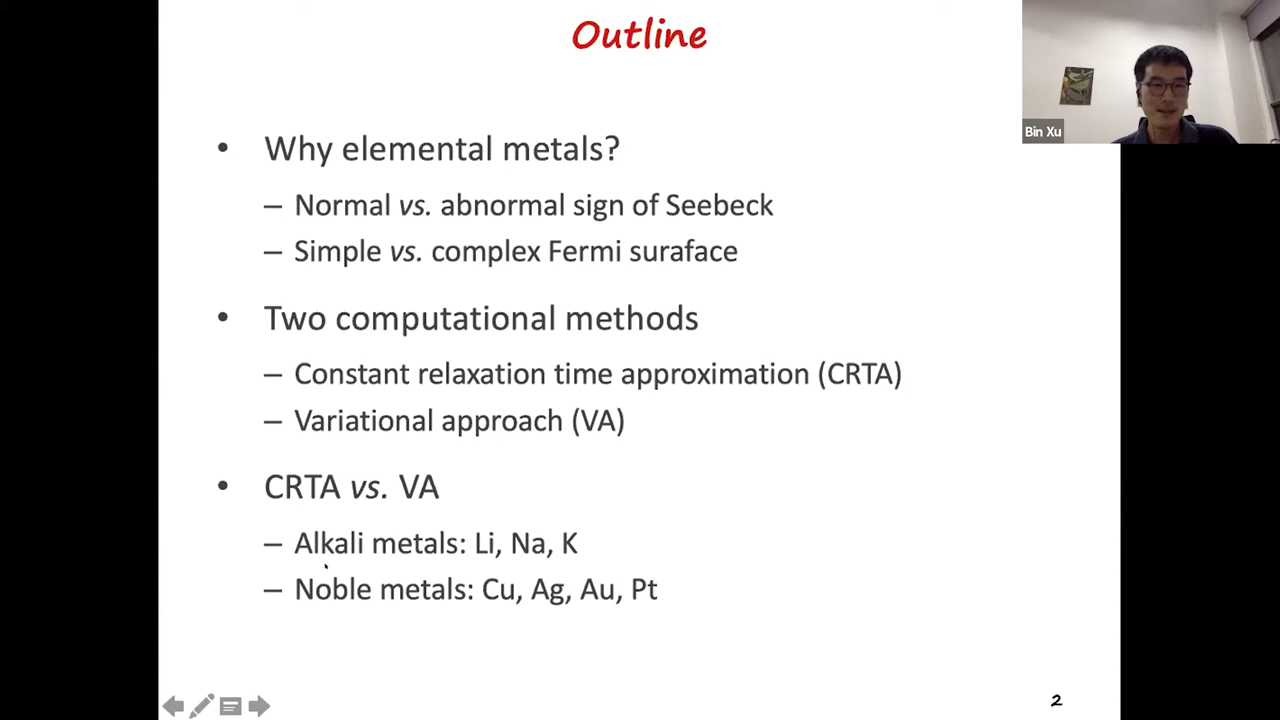 Outline
Bin Xu
• Why elemental metals?
– Normal vs. abnormal sign of Seebeck
– Simple vs. complex Fermi suraface
• Two computational methods
– Constant relaxation time approximation (CRTA)
– Variational approach (VA)
• CRTA vs. VA
– Alkali metals: Li, Na, K
– Noble metals: Cu, Ag, Au, Pt
2